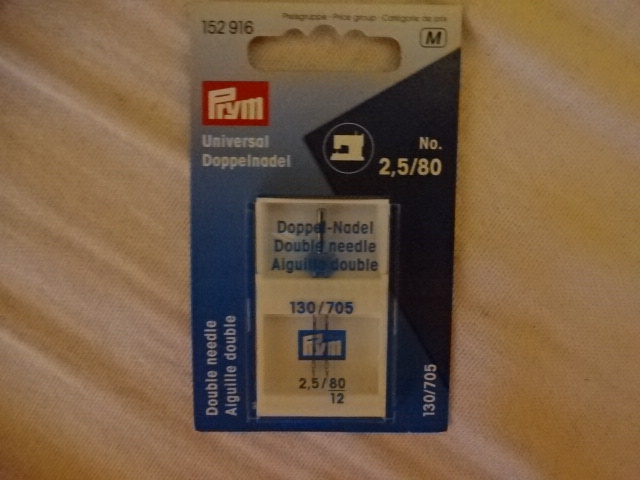 152 916
Preisgruppe · Price group · Catégorie de prix
M
Prym
Universal
Doppelnadel
No.
2,5/80
Doppel-Nadel
Double needle
Aiguille double
130/705
Prym
2,5/80
12
Double needle
Aiguille double
130/705